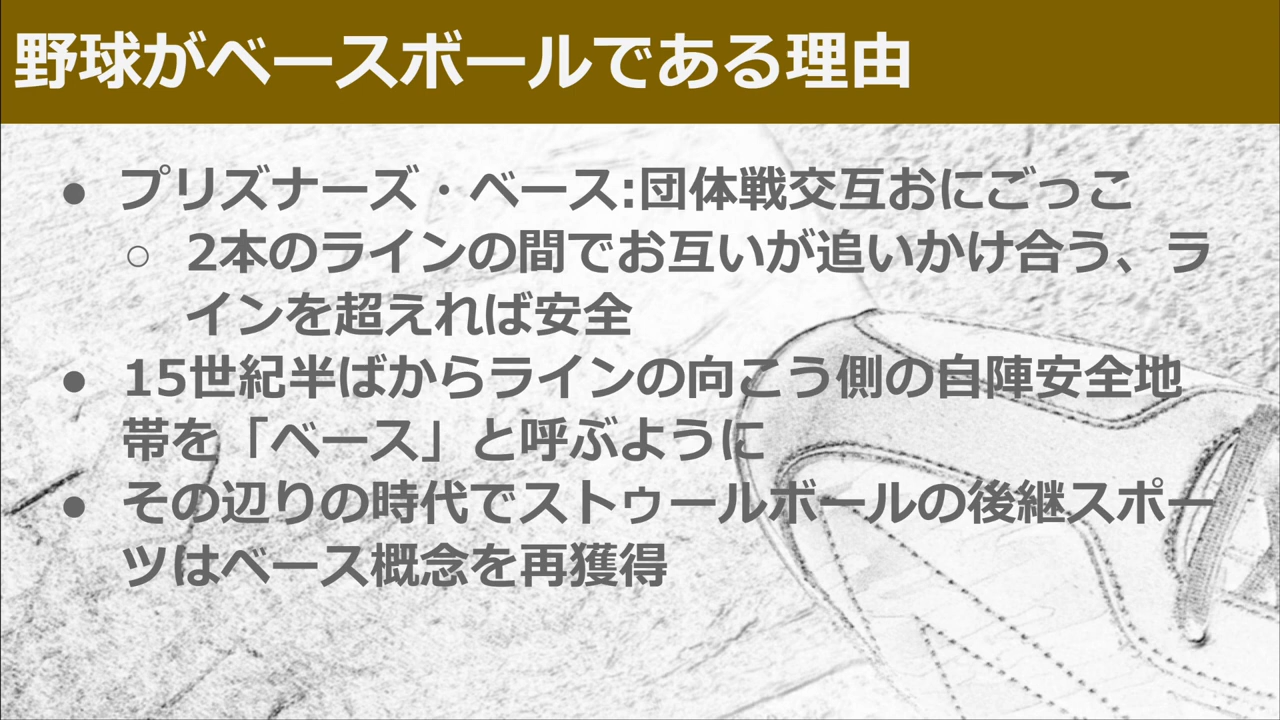 野球がベースボールである理由
● プリズナーズ・ベース:団体戦交互おにごっこ
○ 2本のラインの間でお互いが追いかけ合う、ラ
インを超えれば安全
● 15世紀半ばからラインの向こう側の自陣安全地
帯を「ベース」と呼ぶように
● その辺りの時代でストゥールボールの後継スポー
ツはベース概念を再獲得